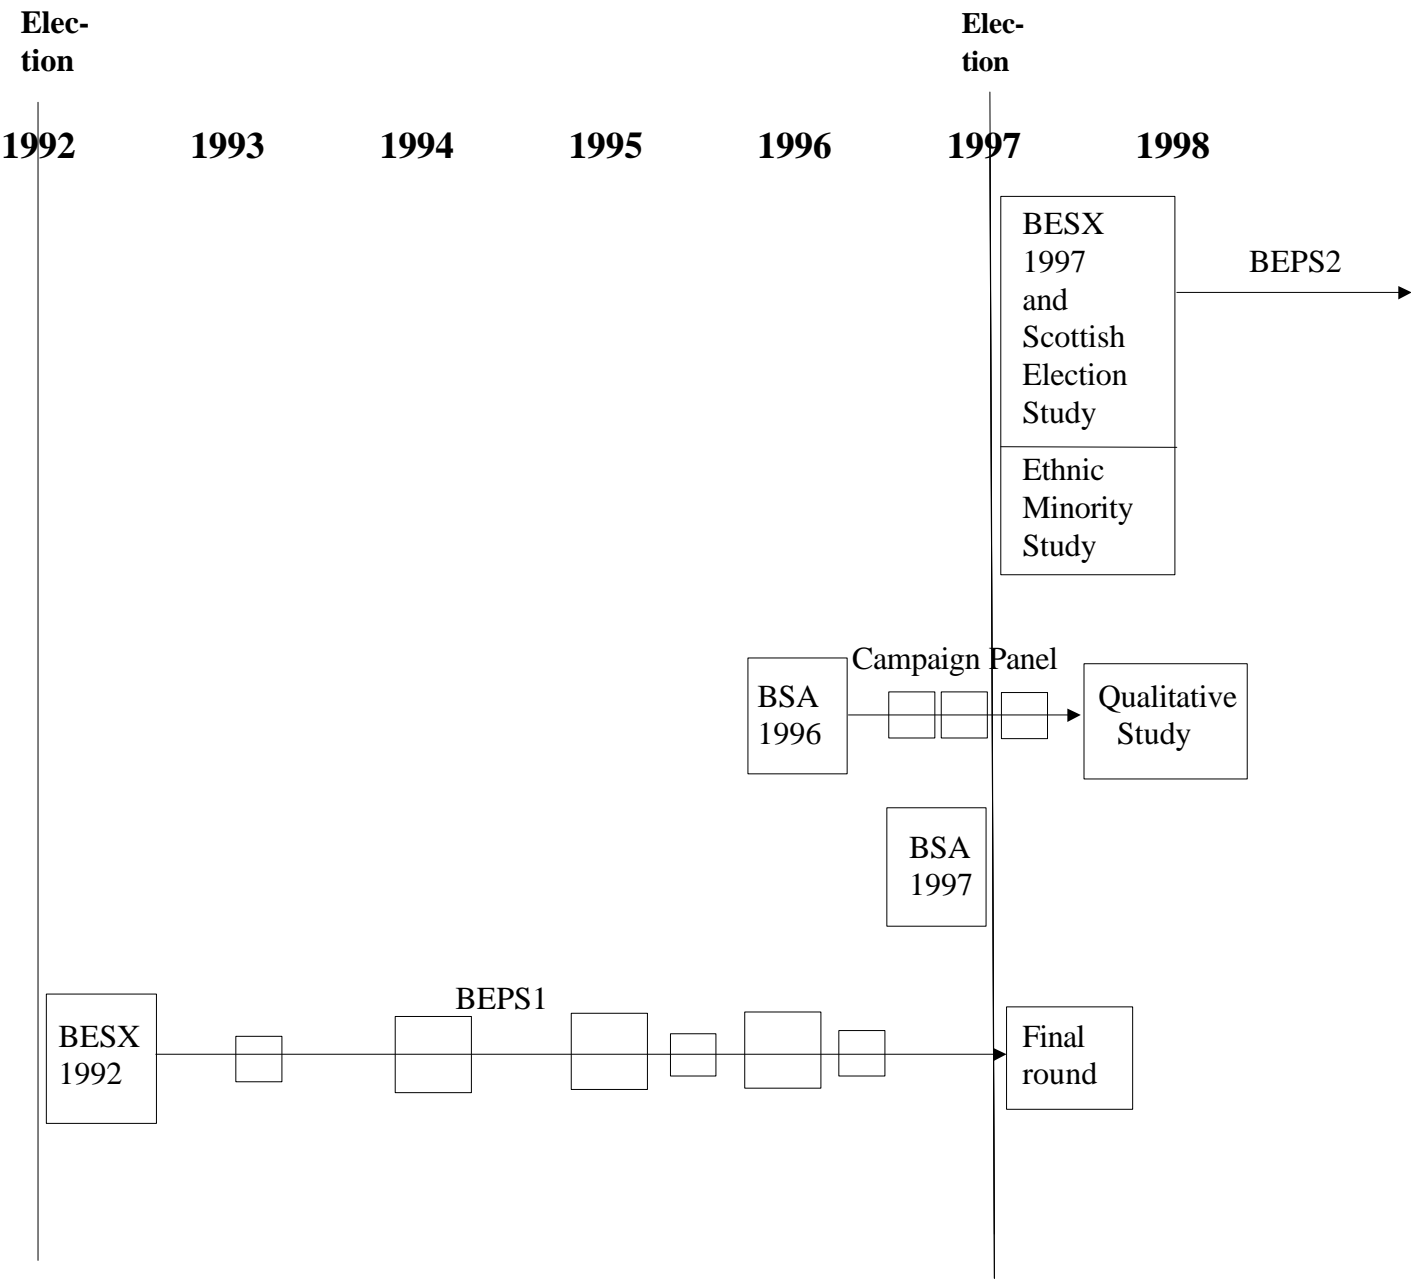 Elec-
tion
Elec-
tion
1992 1993 1994 1995 1996 1997 1998
BESX
1997
and
Scottish
Election
Study
BEPS2
Ethnic
Minority
Study
Campaign Panel
BSA
1996
Qualitative
Study
BSA
1997
BEPS1
BESX
1992
Final
round